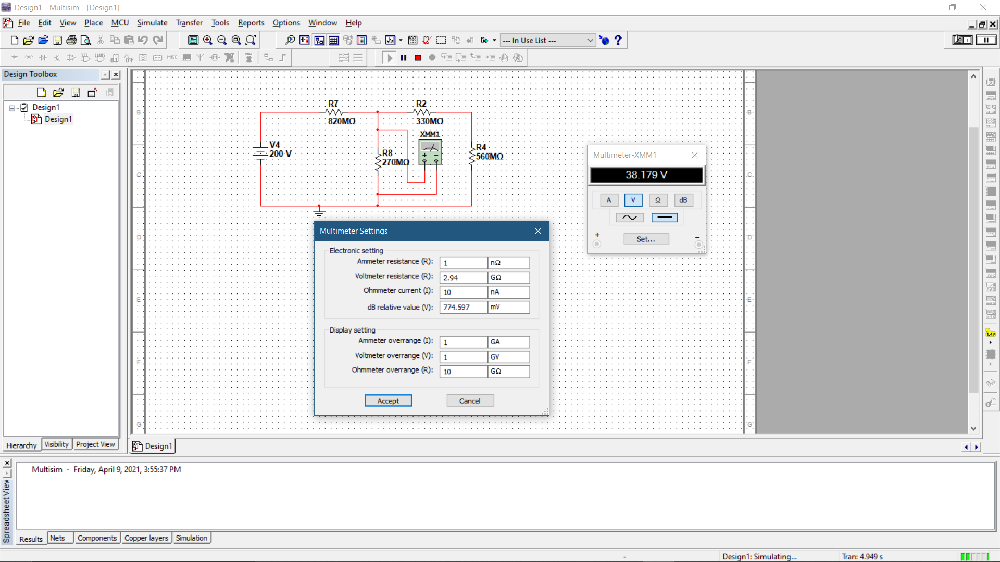 Design1 - Multisim - [Design1]
File Edit View Place MCU Simulate Transfer Tools Reports Options Window Help
--- In Use List ---
MISC
Design Toolbox
Design1
Design1
B
C
D
E
F
G
R7
820MΩ
R2
330MΩ
XMM1
V4
200 V
R8
270MΩ
R4
560MΩ
B
C
D
E
F
G
Multimeter-XMM1
38.179 V
A V Ω dB
+ −
Set...
Multimeter Settings
Electronic setting
Ammeter resistance (R): 1 nΩ
Voltmeter resistance (R): 2.94 GΩ
Ohmmeter current (I): 10 nA
dB relative value (V): 774.597 mV
Display setting
Ammeter overrange (I): 1 GA
Voltmeter overrange (V): 1 GV
Ohmmeter overrange (R): 10 GΩ
Accept Cancel
1.4v
Hierarchy Visibility Project View
Design1
Spreadsheet View
Multisim - Friday, April 9, 2021, 3:55:37 PM
Results Nets Components Copper layers Simulation
- Design1: Simulating... Tran: 4.949 s